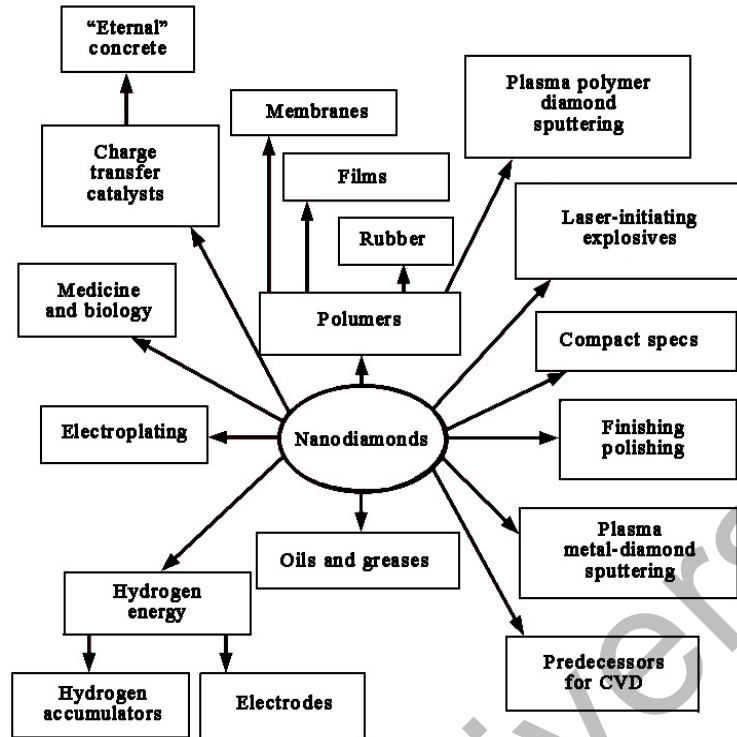 “Eternal”
concrete
Charge
transfer
catalysts
Membranes
Films
Rubber
Plasma polymer
diamond
sputtering
Laser-initiating
explosives
Medicine
and biology
Polumers
Compact specs
Electroplating
Nanodiamonds
Finishing
polishing
Oils and greases
Plasma
metal-diamond
sputtering
Hydrogen
energy
Predecessors
for CVD
Hydrogen
accumulators
Electrodes